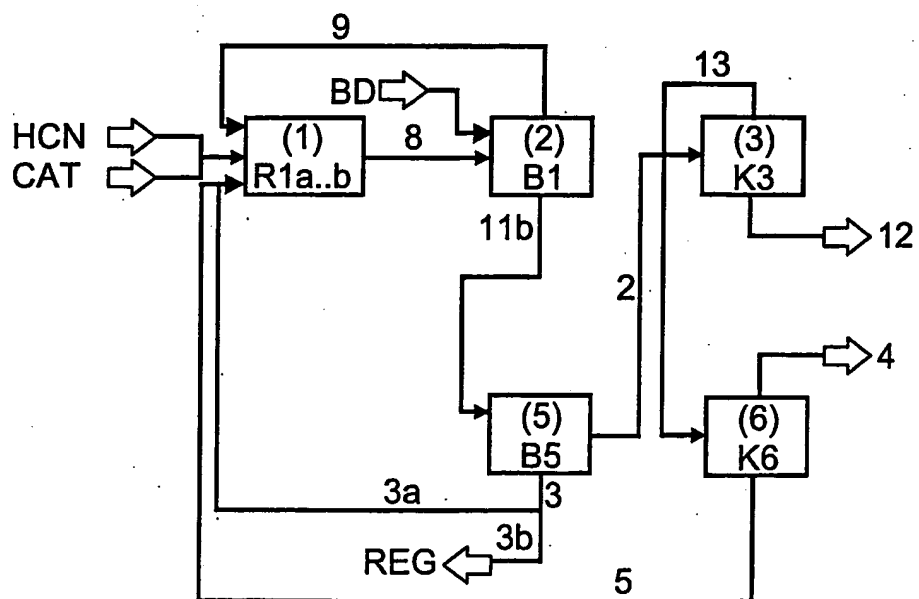 9
13
BD
HCN
CAT
(1)
R1a..b
8
(2)
B1
(3)
K3
11b
12
2
4
(5)
B5
(6)
K6
3a
3
3b
REG
5